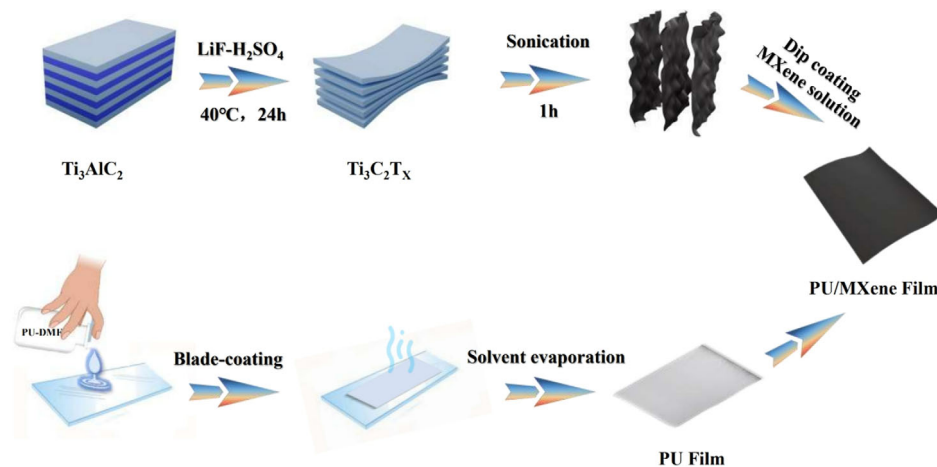 LiF-H₂SO₄
40℃，24h
Ti₃AlC₂
Ti₃C₂Tₓ
Sonication
1h
Dip coating
MXene solution
PU/MXene Film
PU-DMF
Blade-coating
Solvent evaporation
PU Film